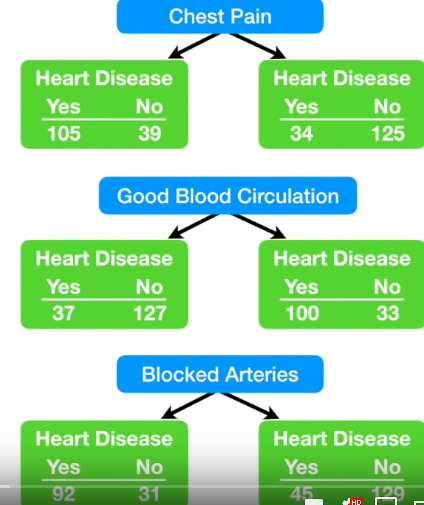 Chest Pain
Heart Disease Heart Disease
Yes No Yes No
105 39 34 125
Good Blood Circulation
Heart Disease Heart Disease
Yes No Yes No
37 127 100 33
Blocked Arteries
Heart Disease Heart Disease
Yes No Yes No
92 31 45 129
HD